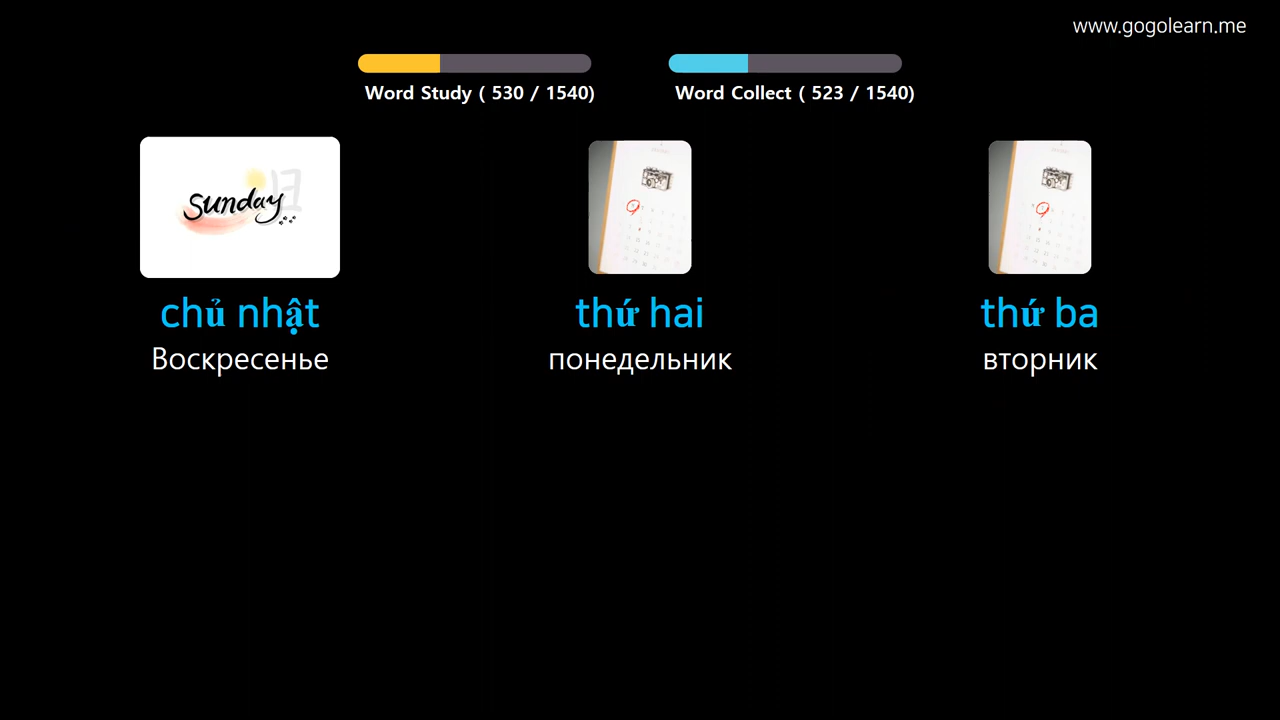 www.gogolearn.me
Word Study ( 530 / 1540)
Word Collect ( 523 / 1540)
sunday
chủ nhật
Воскресенье
thứ hai
понедельник
thứ ba
вторник